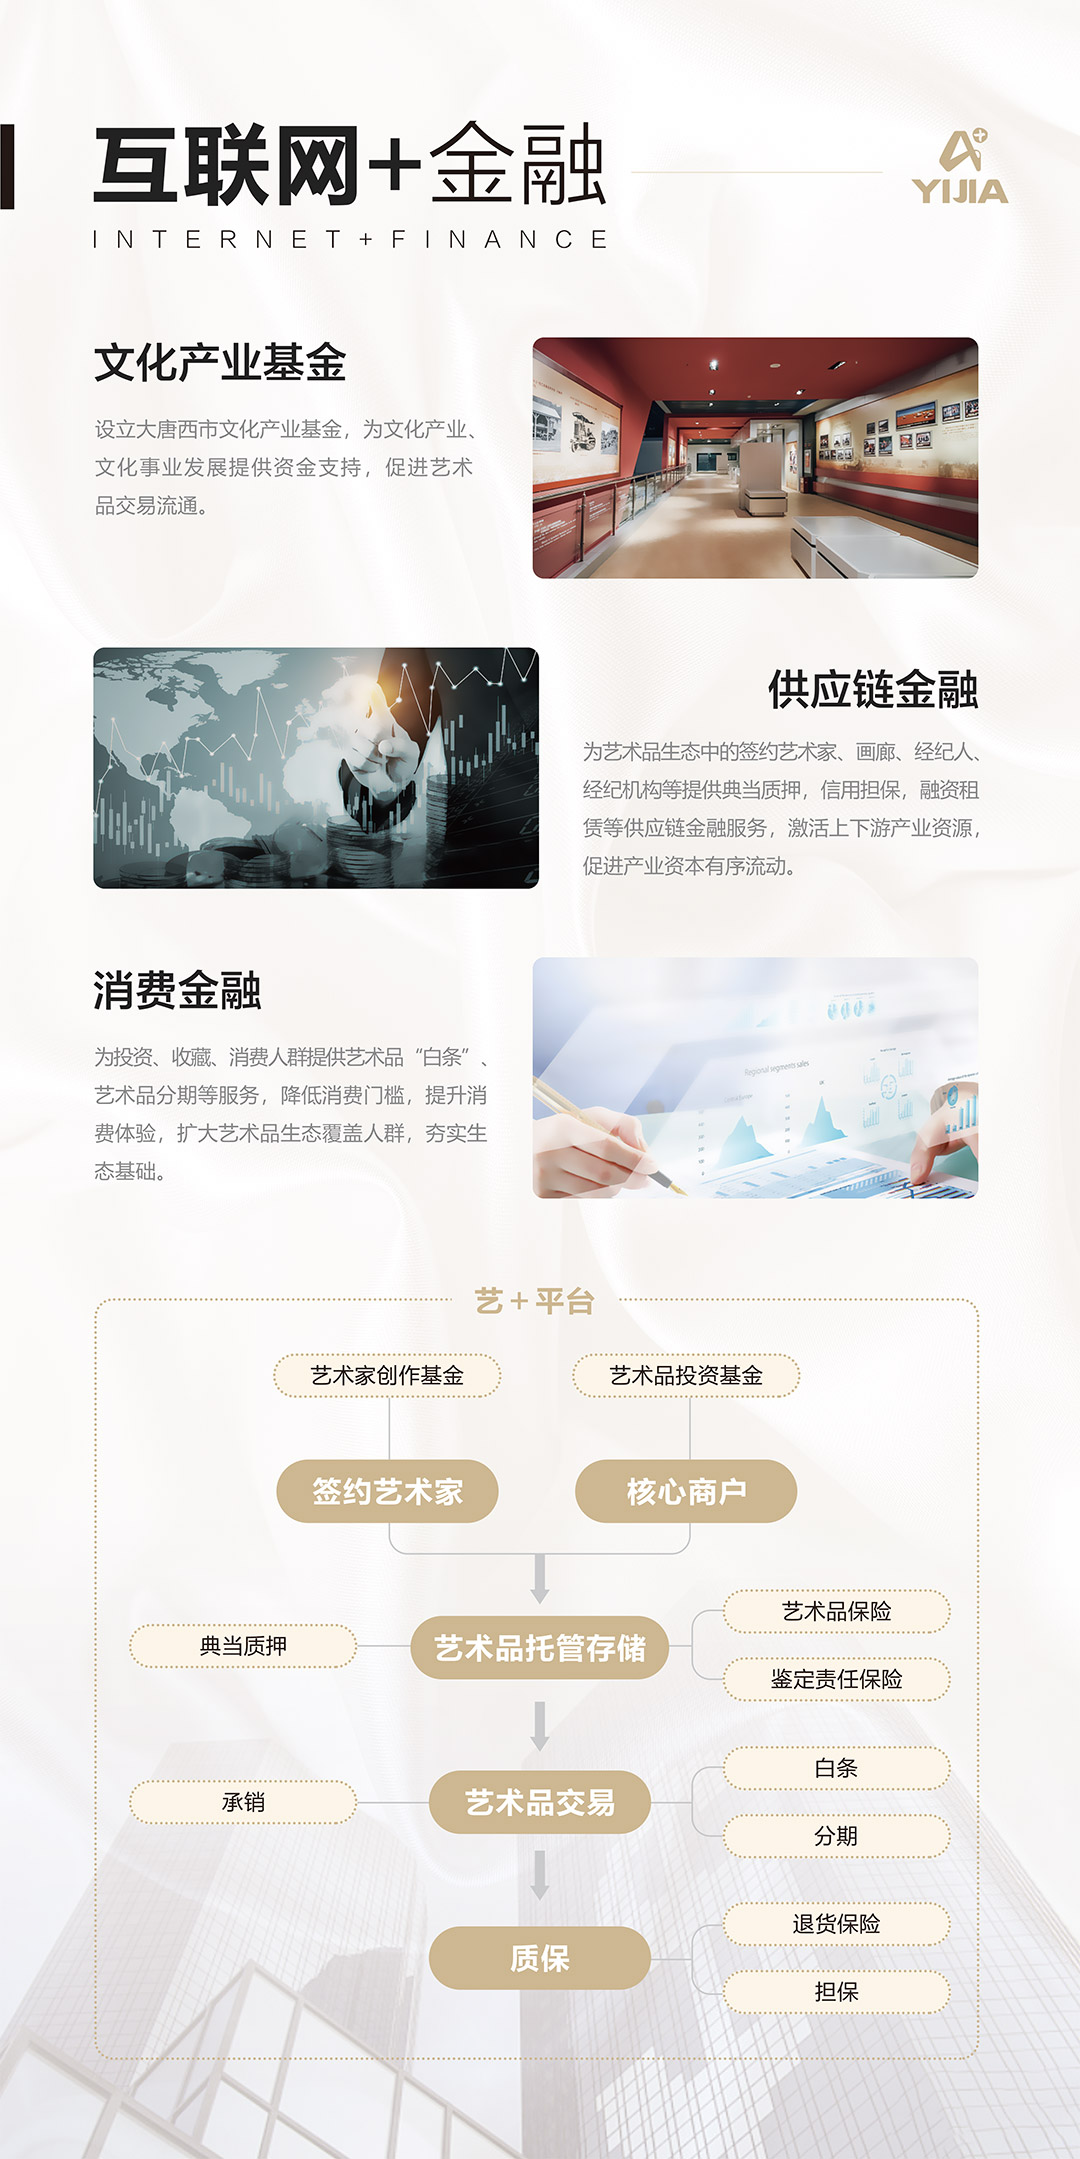 互联网+金融
INTERNET+FINANCE
A+
YIJIA
文化产业基金
设立大唐西市文化产业基金，为文化产业、
文化事业发展提供资金支持，促进艺术
品交易流通。
供应链金融
为艺术品生态中的签约艺术家、画廊、经纪人、
经纪机构等提供典当质押，信用担保，融资租
赁等供应链金融服务，激活上下游产业资源，
促进产业资本有序流动。
消费金融
为投资、收藏、消费人群提供艺术品“白条”、
艺术品分期等服务，降低消费门槛，提升消
费体验，扩大艺术品生态覆盖人群，夯实生
态基础。
Regional segments sales
艺+平台
艺术家创作基金
艺术品投资基金
签约艺术家
核心商户
艺术品保险
典当质押
艺术品托管存储
鉴定责任保险
白条
承销
艺术品交易
分期
退货保险
质保
担保